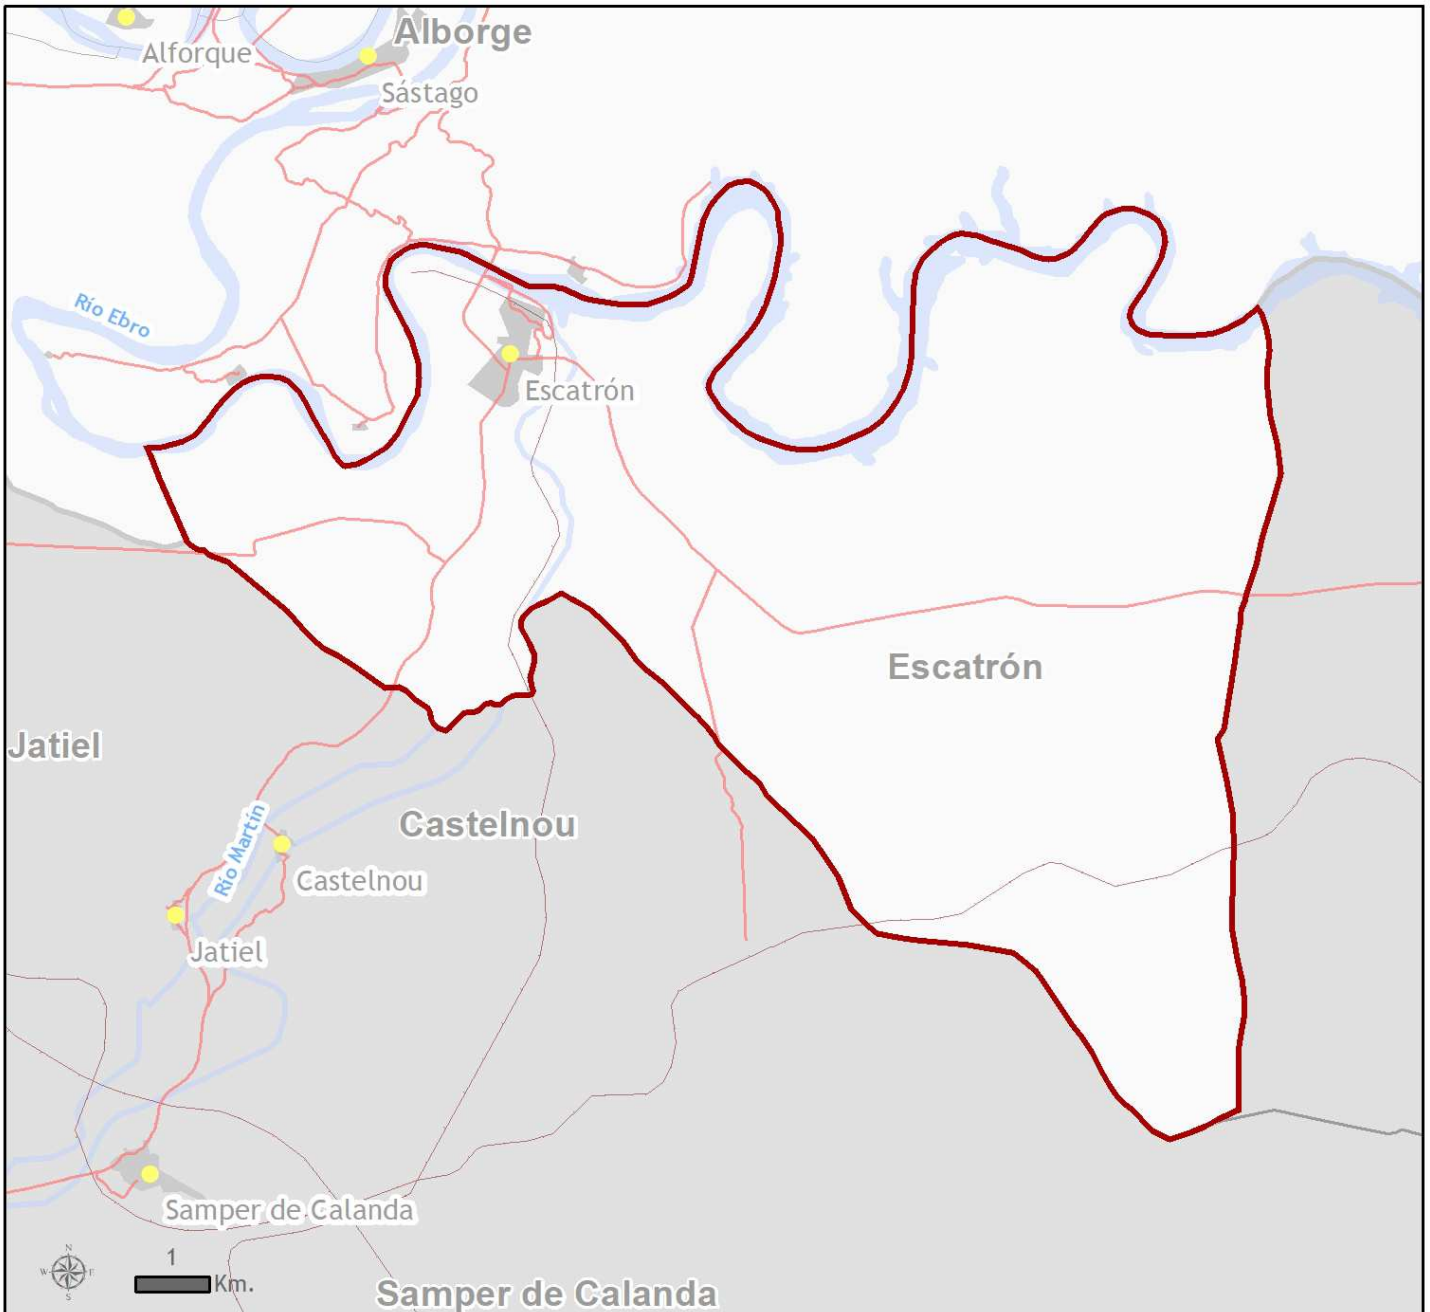 Alborge
Alforque
Sástago
Río Ebro
Escatrón
Escatrón
Jatiel
Castelnou
Río Martín
Castelnou
Jatiel
Samper de Calanda
N
W E
S
1
Km.
Samper de Calanda